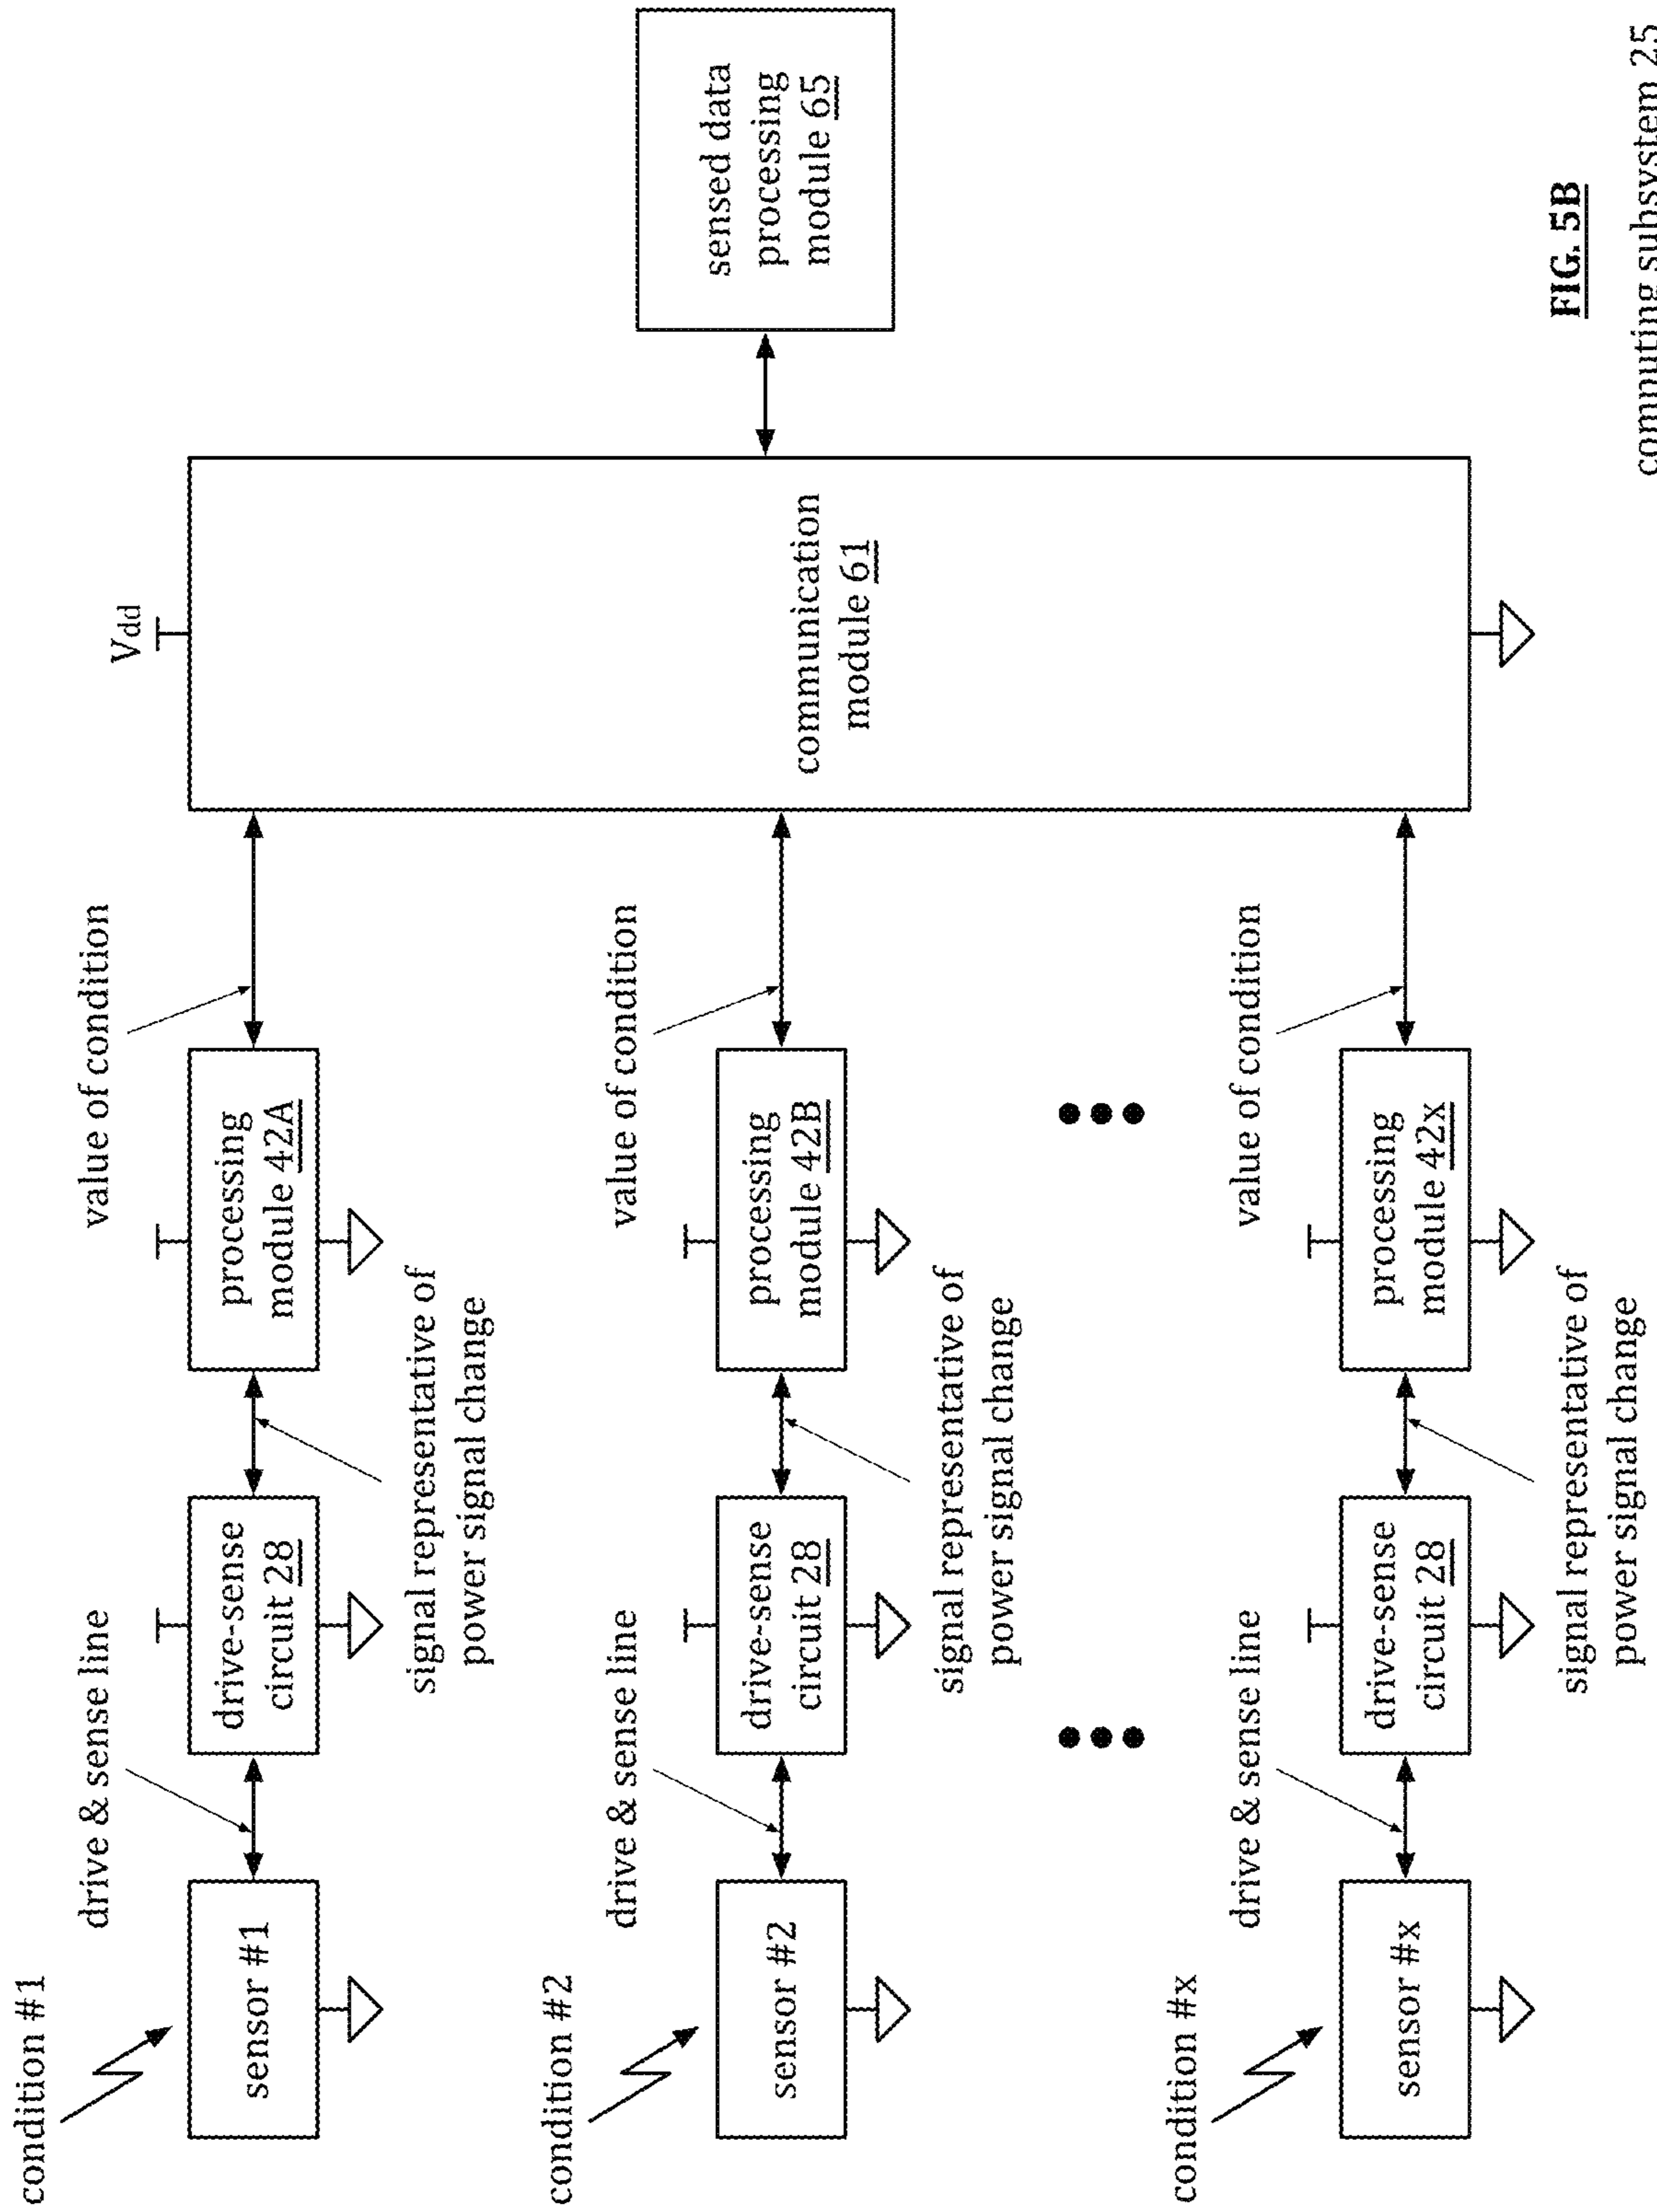 condition #1
sensor #1
drive & sense line
drive-sense
circuit 28
signal representative of
power signal change
processing
module 42A
value of condition
condition #2
sensor #2
drive & sense line
drive-sense
circuit 28
signal representative of
power signal change
processing
module 42B
value of condition
condition #x
sensor #x
drive & sense line
drive-sense
circuit 28
signal representative of
power signal change
processing
module 42x
value of condition
Vdd
communication
module 61
sensed data
processing
module 65
FIG. 5B
computing subsystem 25